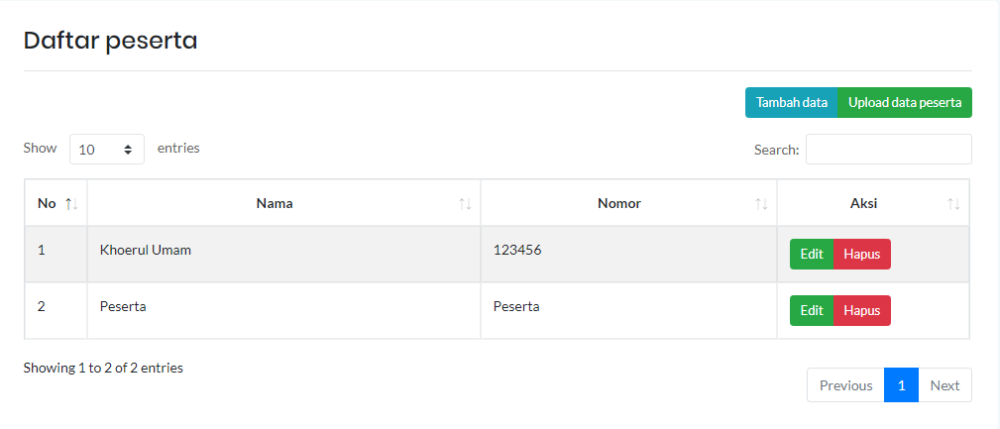 Daftar peserta
Tambah data Upload data peserta
Show 10 entries Search:
No Nama Nomor Aksi
1 Khoerul Umam 123456 Edit Hapus
2 Peserta Peserta Edit Hapus
Showing 1 to 2 of 2 entries
Previous 1 Next